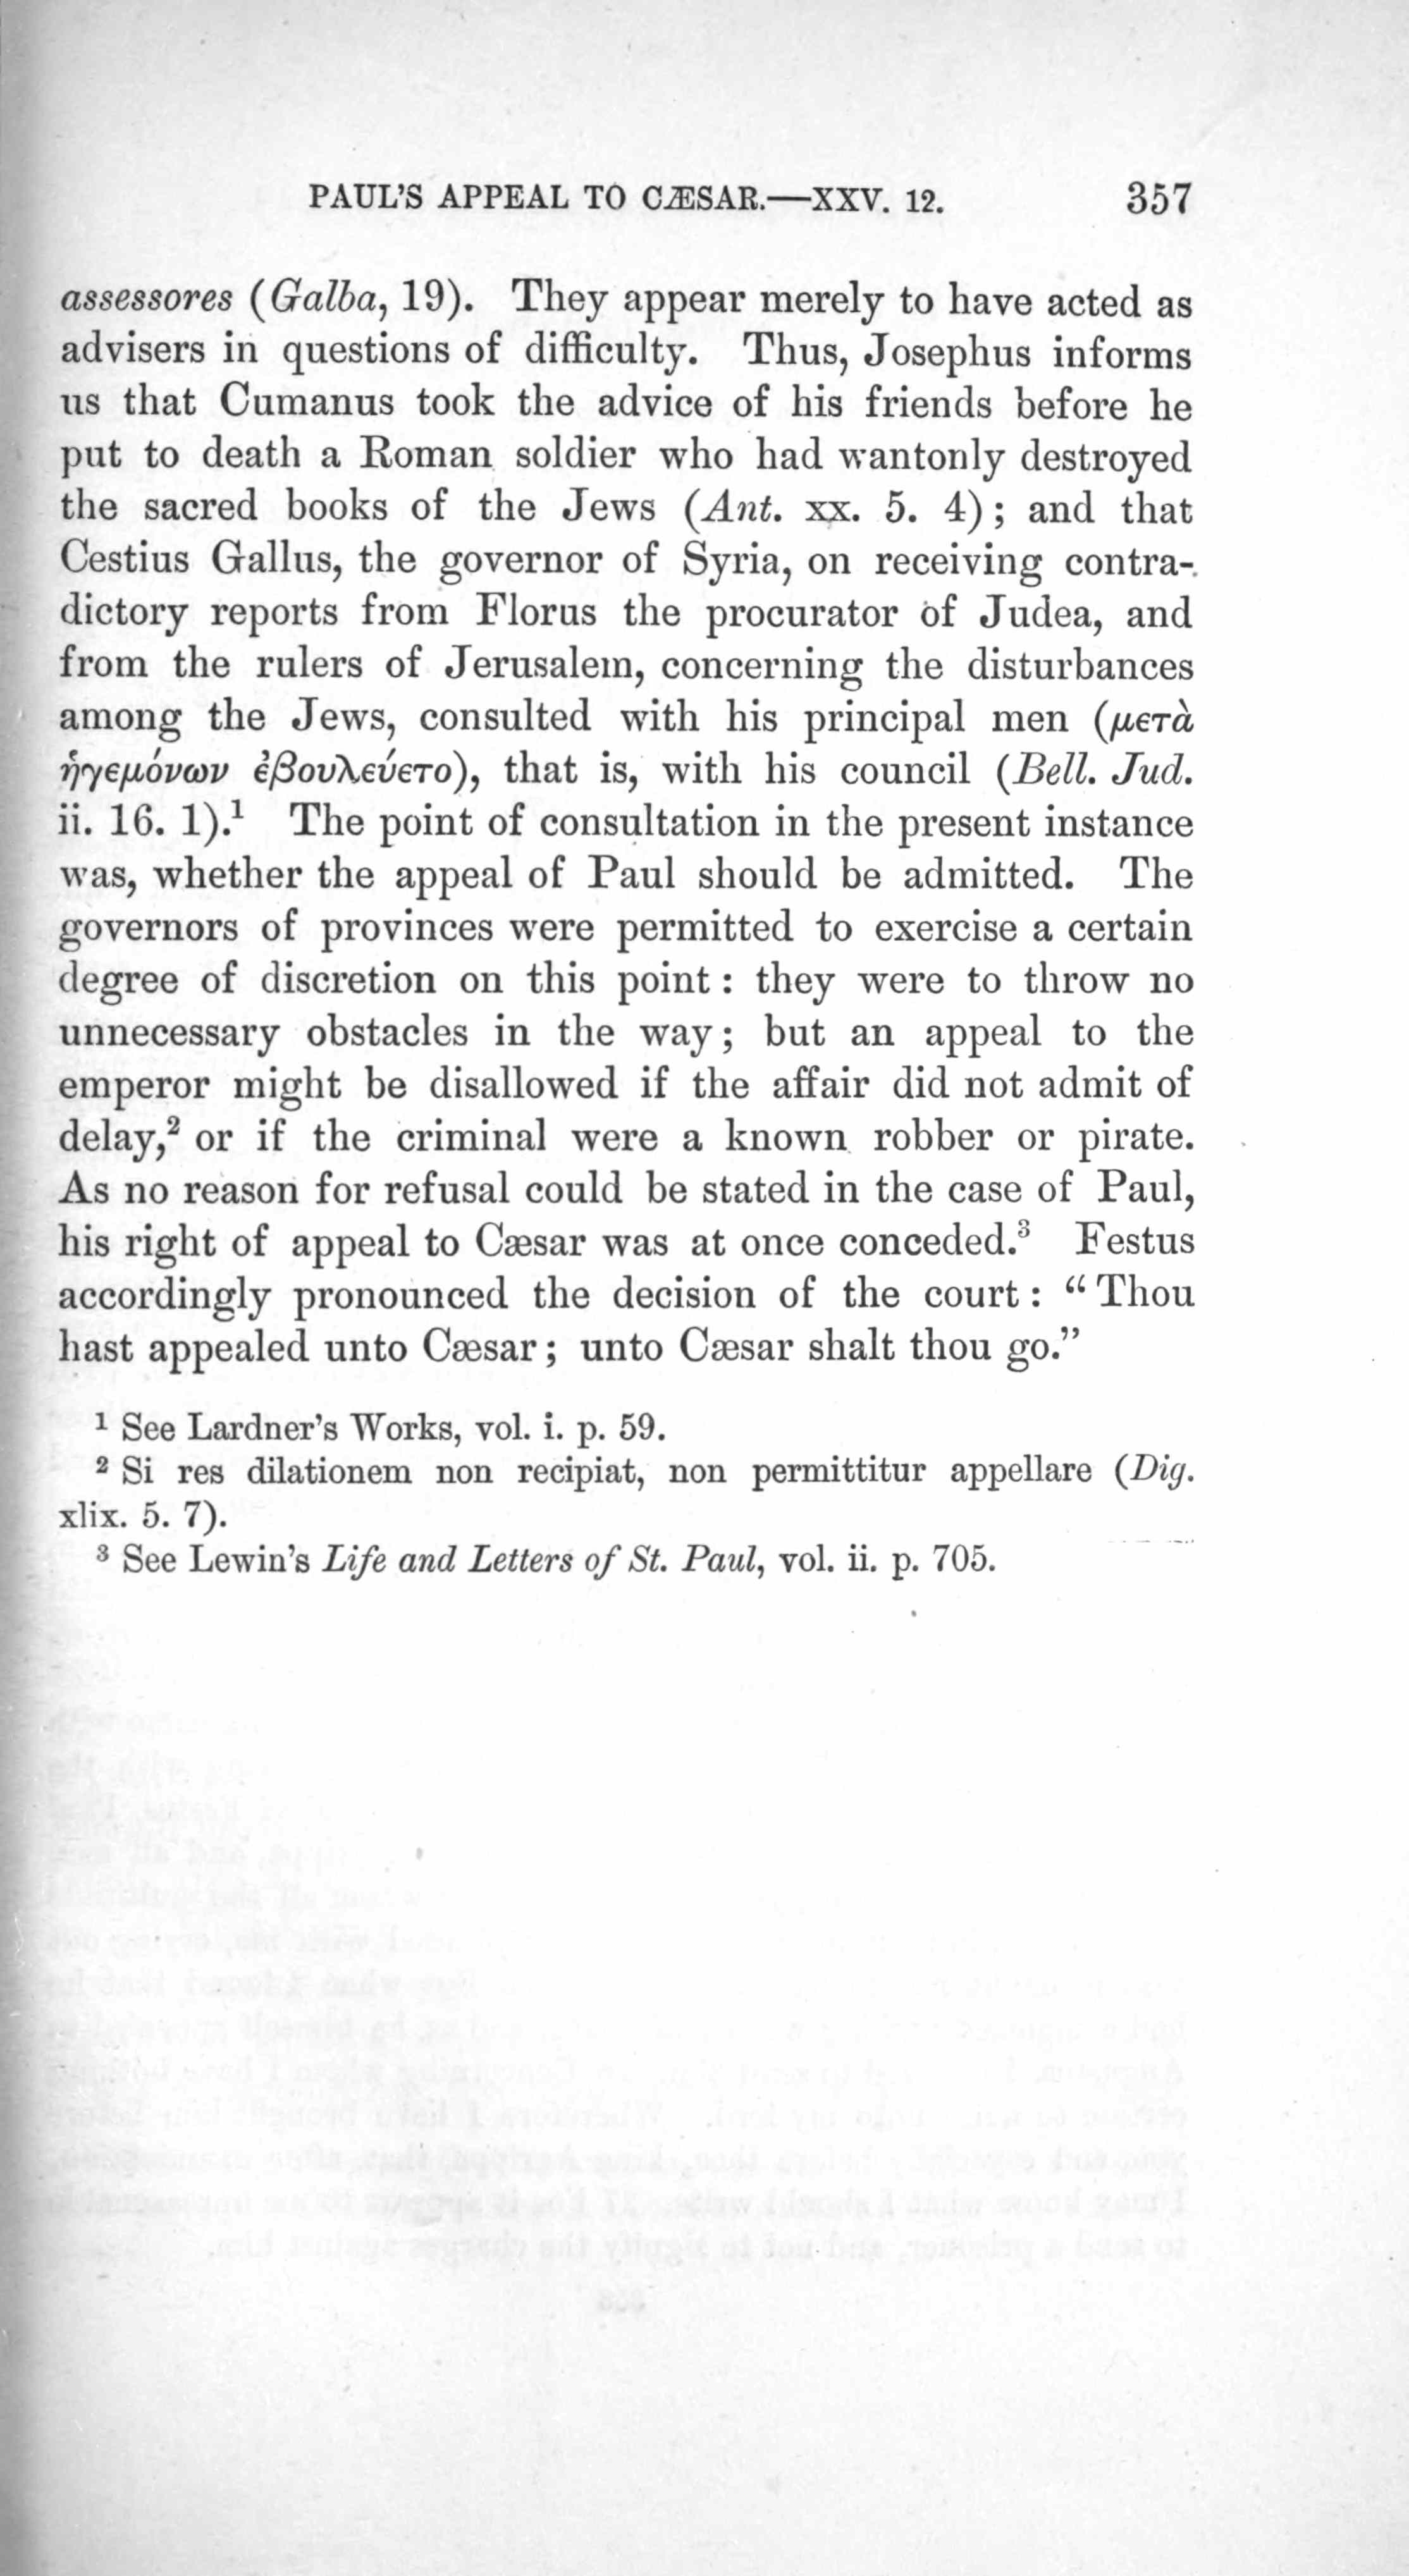 PAUL'S APPEAL TO CÆSAR.—XXV. 12. 357
assessores (Galba, 19). They appear merely to have acted as
advisers in questions of difficulty. Thus, Josephus informs
us that Cumanus took the advice of his friends before he
put to death a Roman soldier who had wantonly destroyed
the sacred books of the Jews (Ant. xx. 5. 4); and that
Cestius Gallus, the governor of Syria, on receiving contra-
dictory reports from Florus the procurator of Judea, and
from the rulers of Jerusalem, concerning the disturbances
among the Jews, consulted with his principal men (μετὰ
ἡγεμόνων ἐβουλεύετο), that is, with his council (Bell. Jud.
ii. 16. 1).¹ The point of consultation in the present instance
was, whether the appeal of Paul should be admitted. The
governors of provinces were permitted to exercise a certain
degree of discretion on this point: they were to throw no
unnecessary obstacles in the way; but an appeal to the
emperor might be disallowed if the affair did not admit of
delay,² or if the criminal were a known robber or pirate.
As no reason for refusal could be stated in the case of Paul,
his right of appeal to Cæsar was at once conceded.³ Festus
accordingly pronounced the decision of the court: “Thou
hast appealed unto Cæsar; unto Cæsar shalt thou go.”
¹ See Lardner's Works, vol. i. p. 59.
² Si res dilationem non recipiat, non permittitur appellare (Dig.
xlix. 5. 7).
³ See Lewin's Life and Letters of St. Paul, vol. ii. p. 705.